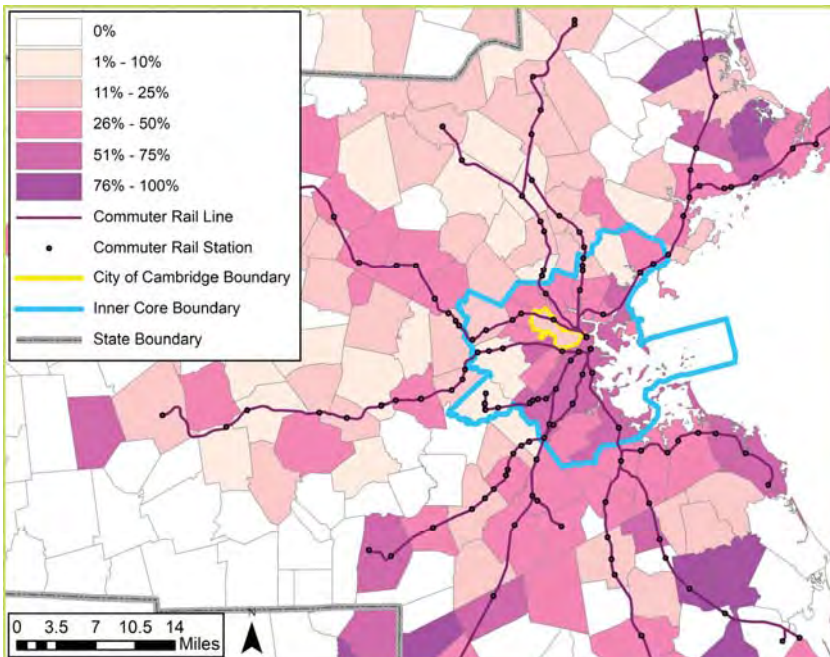 0%
1% - 10%
11% - 25%
26% - 50%
51% - 75%
76% - 100%
Commuter Rail Line
Commuter Rail Station
City of Cambridge Boundary
Inner Core Boundary
State Boundary
N
0 3.5 7 10.5 14
Miles